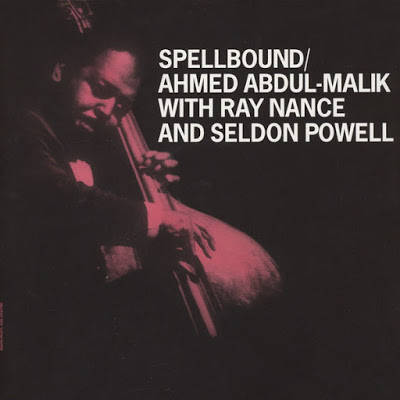 SPELLBOUND/
AHMED ABDUL-MALIK
WITH RAY NANCE
AND SELDON POWELL